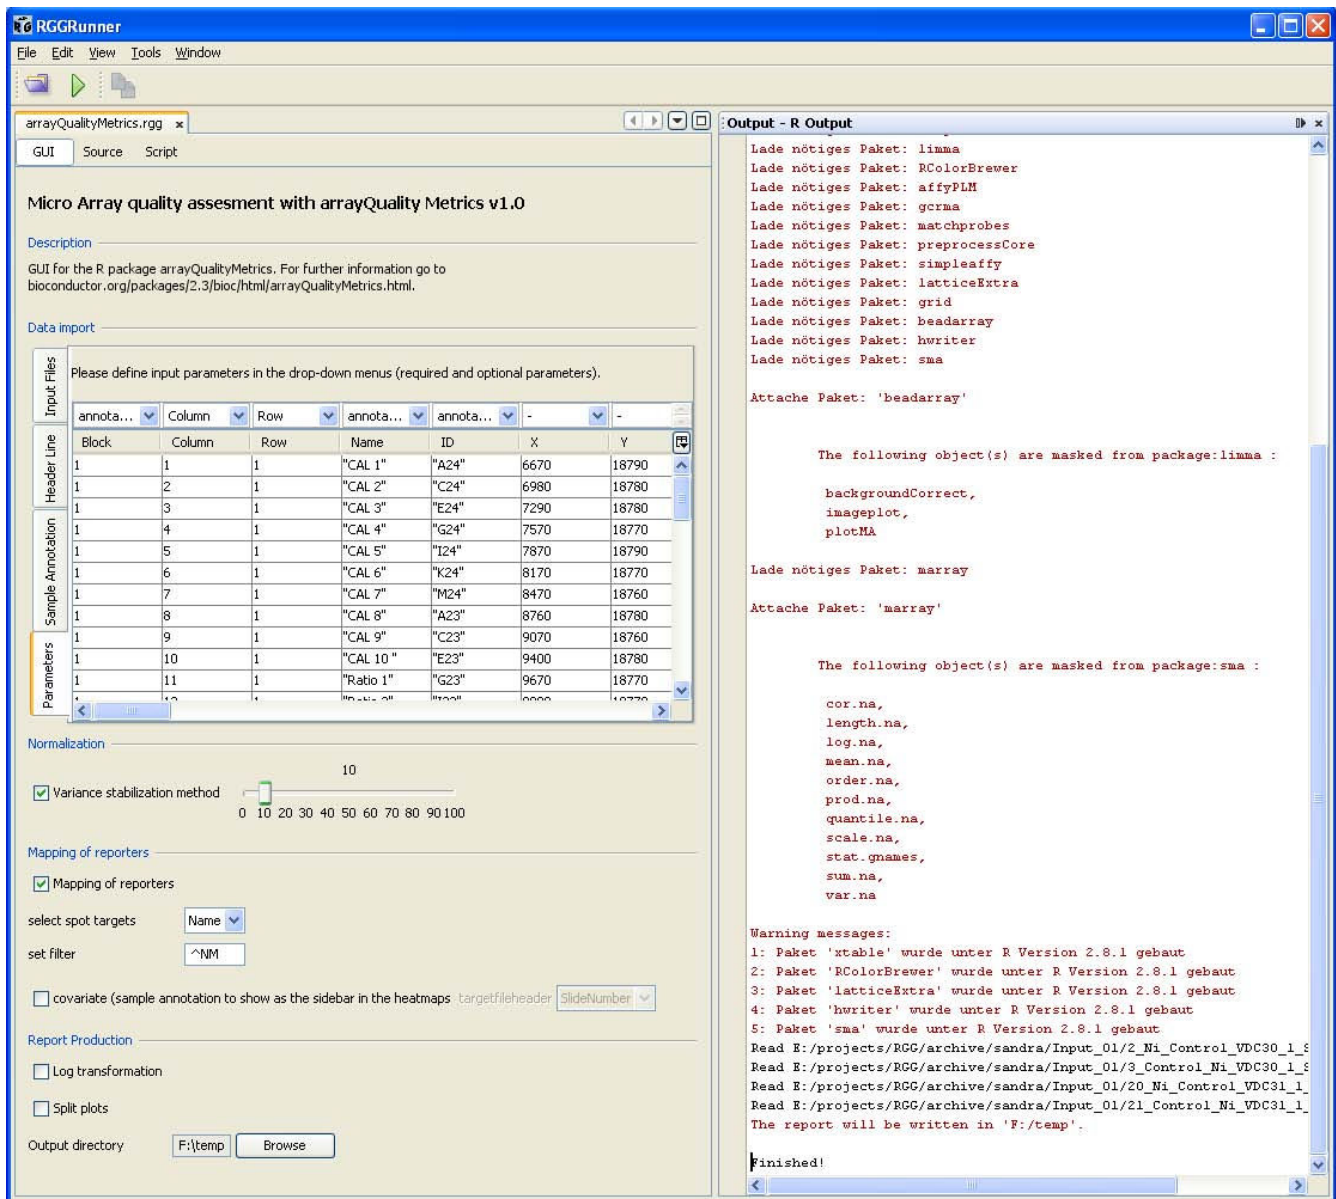 RGGRunner
File Edit View Tools Window
arrayQualityMetrics.rgg x
GUI Source Script
Micro Array quality assesment with arrayQuality Metrics v1.0
Description
GUI for the R package arrayQualityMetrics. For further information go to
bioconductor.org/packages/2.3/bioc/html/arrayQualityMetrics.html.
Data import
Input Files
Header Line
Sample Annotation
Parameters
Please define input parameters in the drop-down menus (required and optional parameters).
annota... Column Row annota... annota... - -
Block Column Row Name ID X Y
1 1 1 "CAL 1" "A24" 6670 18790
1 2 1 "CAL 2" "C24" 6980 18780
1 3 1 "CAL 3" "E24" 7290 18780
1 4 1 "CAL 4" "G24" 7570 18770
1 5 1 "CAL 5" "I24" 7870 18790
1 6 1 "CAL 6" "K24" 8170 18770
1 7 1 "CAL 7" "M24" 8470 18760
1 8 1 "CAL 8" "A23" 8760 18780
1 9 1 "CAL 9" "C23" 9070 18760
1 10 1 "CAL 10 " "E23" 9400 18780
1 11 1 "Ratio 1" "G23" 9670 18770
Normalization
10
Variance stabilization method
0 10 20 30 40 50 60 70 80 90 100
Mapping of reporters
Mapping of reporters
select spot targets Name
set filter ^NM
covariate (sample annotation to show as the sidebar in the heatmaps targetfileheader SlideNumber
Report Production
Log transformation
Split plots
Output directory F:\temp Browse
Output - R Output
Lade nötiges Paket: limma
Lade nötiges Paket: RColorBrewer
Lade nötiges Paket: affyPLM
Lade nötiges Paket: gcrma
Lade nötiges Paket: matchprobes
Lade nötiges Paket: preprocessCore
Lade nötiges Paket: simpleaffy
Lade nötiges Paket: latticeExtra
Lade nötiges Paket: grid
Lade nötiges Paket: beadarray
Lade nötiges Paket: hwriter
Lade nötiges Paket: sma
Attache Paket: 'beadarray'
The following object(s) are masked from package:limma :
backgroundCorrect,
imageplot,
plotMA
Lade nötiges Paket: marray
Attache Paket: 'marray'
The following object(s) are masked from package:sma :
cor.na,
length.na,
log.na,
mean.na,
order.na,
prod.na,
quantile.na,
scale.na,
stat.gnames,
sum.na,
var.na
Warning messages:
1: Paket 'xtable' wurde unter R Version 2.8.1 gebaut
2: Paket 'RColorBrewer' wurde unter R Version 2.8.1 gebaut
3: Paket 'latticeExtra' wurde unter R Version 2.8.1 gebaut
4: Paket 'hwriter' wurde unter R Version 2.8.1 gebaut
5: Paket 'sma' wurde unter R Version 2.8.1 gebaut
Read E:/projects/RGG/archive/sandra/Input_01/2_Ni_Control_VDC30_1_S
Read E:/projects/RGG/archive/sandra/Input_01/3_Control_Ni_VDC30_1_S
Read E:/projects/RGG/archive/sandra/Input_01/20_Ni_Control_VDC31_1_
Read E:/projects/RGG/archive/sandra/Input_01/21_Control_Ni_VDC31_1_
The report will be written in 'F:/temp'.
Finished!